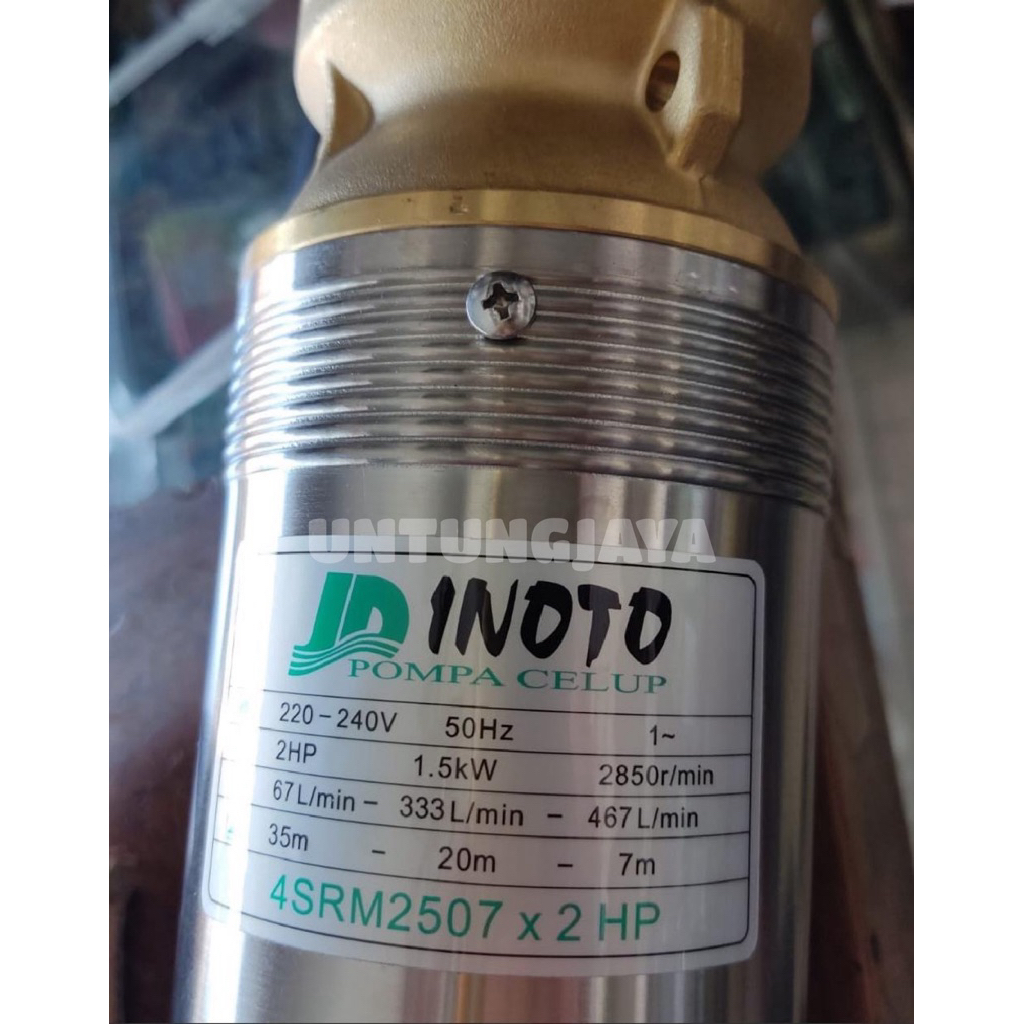 UNTUNGJAYA
JD INOTO
POMPA CELUP
220-240V 50Hz 1~
2HP 1.5kW 2850r/min
67L/min - 333L/min - 467L/min
35m - 20m - 7m
4SRM2507 x 2 HP